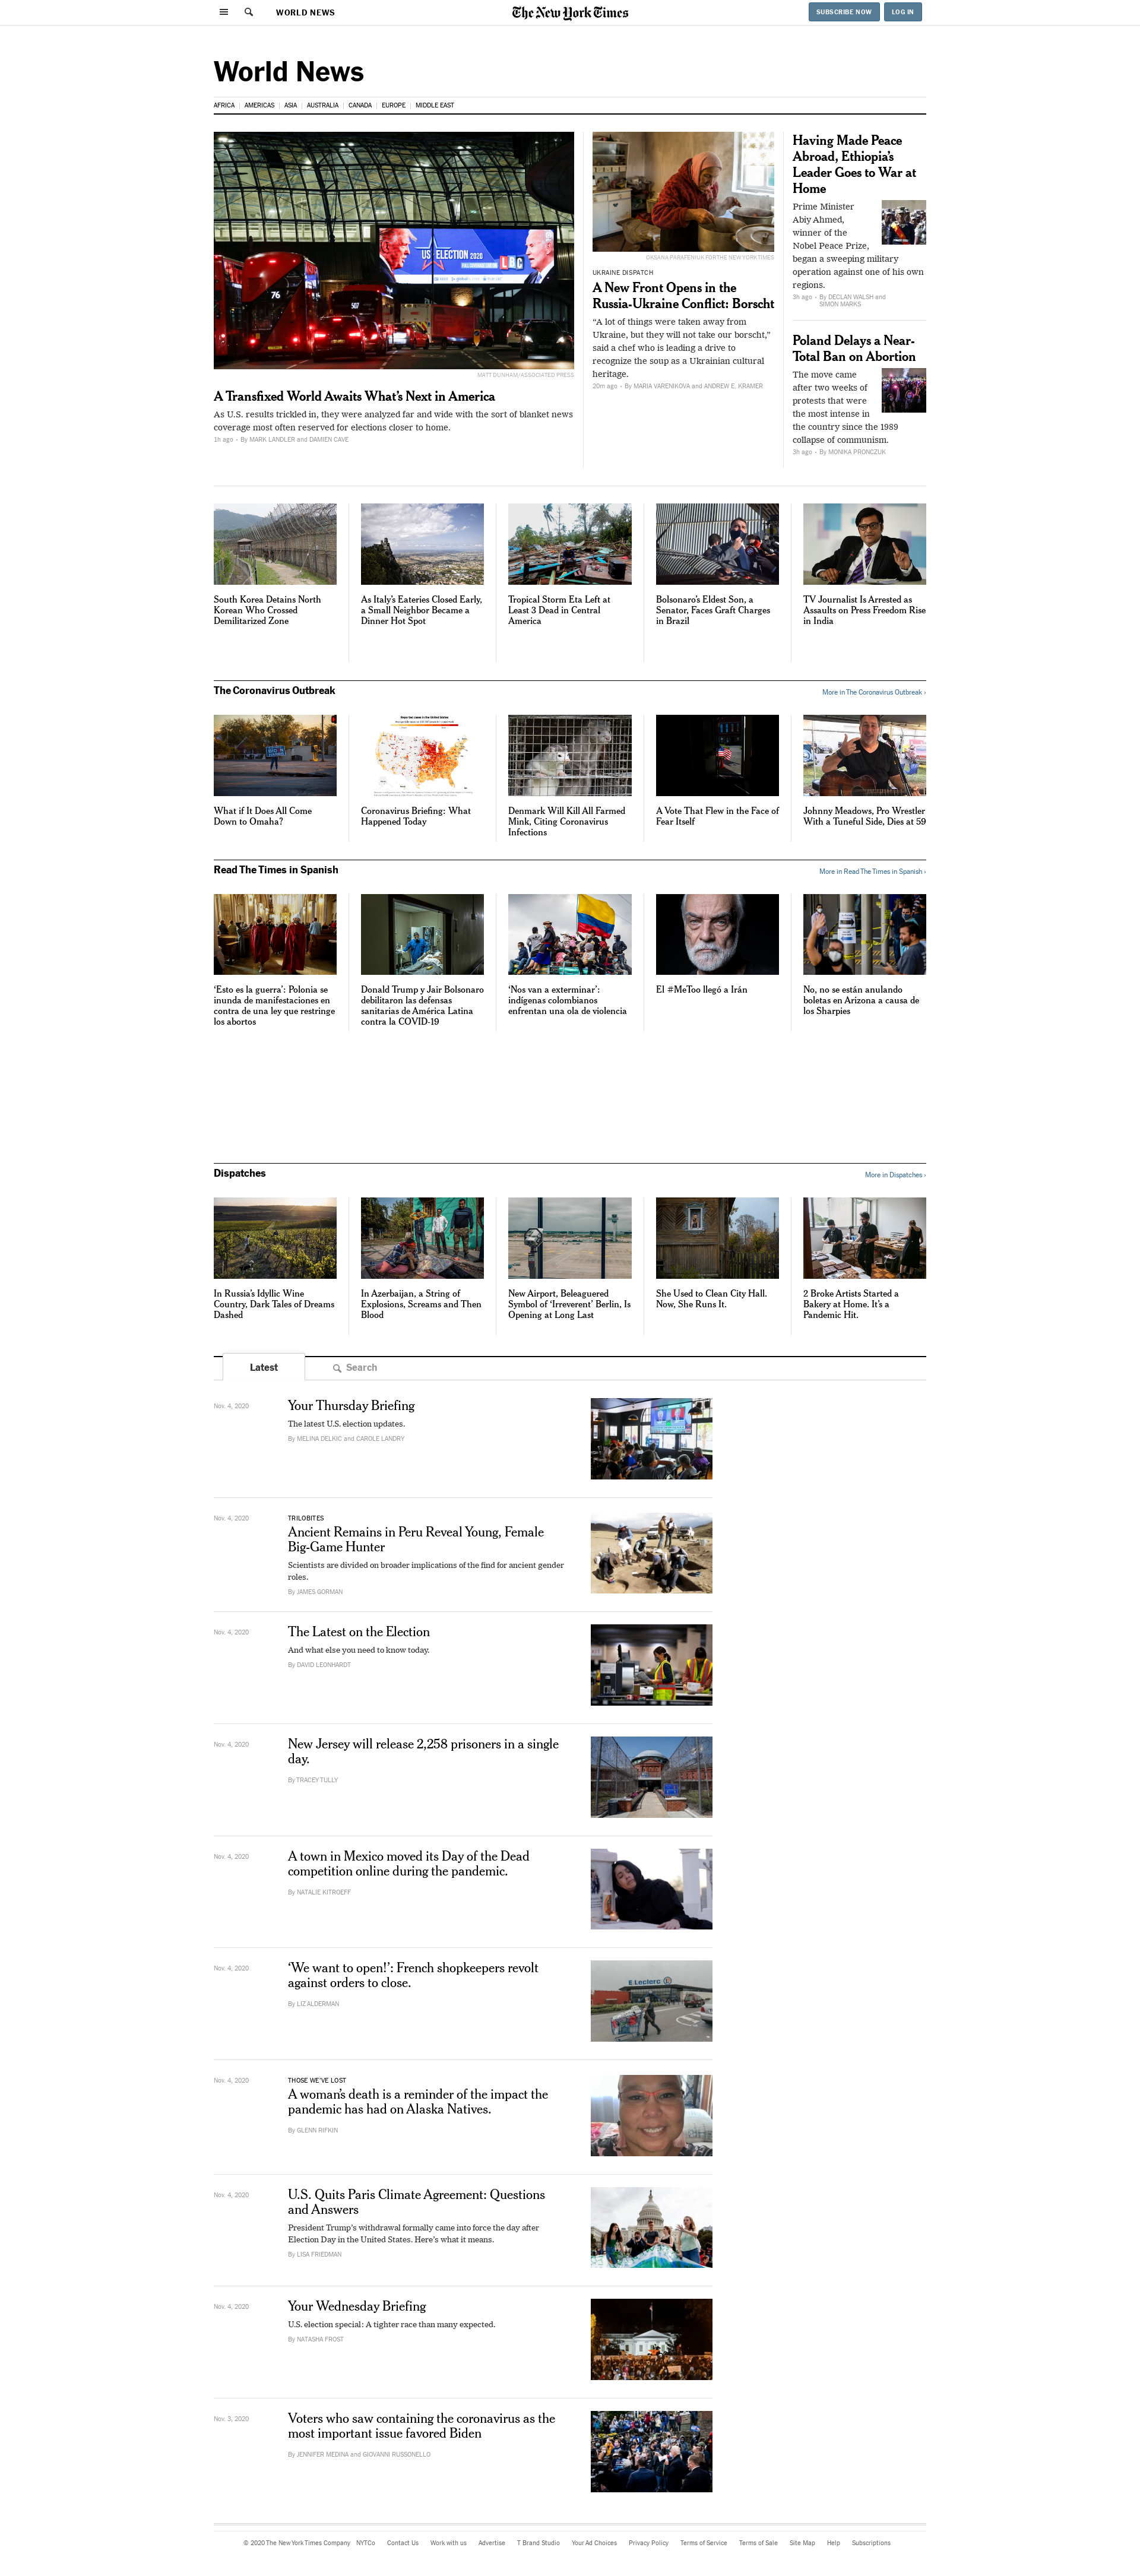 WORLD NEWS
The New York Times
SUBSCRIBE NOW
LOG IN
World News
AFRICA
AMERICAS
ASIA
AUSTRALIA
CANADA
EUROPE
MIDDLE EAST
76
507
US ELECTION 2020
LBC
MATT DUNHAM/ASSOCIATED PRESS
A Transfixed World Awaits What’s Next in America
As U.S. results trickled in, they were analyzed far and wide with the sort of blanket news
coverage most often reserved for elections closer to home.
1h ago · By MARK LANDLER and DAMIEN CAVE
OKSANA PARAFENIUK FOR THE NEW YORK TIMES
UKRAINE DISPATCH
A New Front Opens in the
Russia-Ukraine Conflict: Borscht
“A lot of things were taken away from
Ukraine, but they will not take our borscht,”
said a chef who is leading a drive to
recognize the soup as a Ukrainian cultural
heritage.
20m ago · By MARIA VARENIKOVA and ANDREW E. KRAMER
Having Made Peace
Abroad, Ethiopia’s
Leader Goes to War at
Home
Prime Minister
Abiy Ahmed,
winner of the
Nobel Peace Prize,
began a sweeping military
operation against one of his own
regions.
3h ago · By DECLAN WALSH and
SIMON MARKS
Poland Delays a Near-
Total Ban on Abortion
The move came
after two weeks of
protests that were
the most intense in
the country since the 1989
collapse of communism.
3h ago · By MONIKA PRONCZUK
South Korea Detains North
Korean Who Crossed
Demilitarized Zone
As Italy’s Eateries Closed Early,
a Small Neighbor Became a
Dinner Hot Spot
Tropical Storm Eta Left at
Least 3 Dead in Central
America
Bolsonaro’s Eldest Son, a
Senator, Faces Graft Charges
in Brazil
TV Journalist Is Arrested as
Assaults on Press Freedom Rise
in India
The Coronavirus Outbreak
More in The Coronavirus Outbreak ›
What if It Does All Come
Down to Omaha?
Coronavirus Briefing: What
Happened Today
Denmark Will Kill All Farmed
Mink, Citing Coronavirus
Infections
A Vote That Flew in the Face of
Fear Itself
Johnny Meadows, Pro Wrestler
With a Tuneful Side, Dies at 59
Read The Times in Spanish
More in Read The Times in Spanish ›
‘Esto es la guerra’: Polonia se
inunda de manifestaciones en
contra de una ley que restringe
los abortos
Donald Trump y Jair Bolsonaro
debilitaron las defensas
sanitarias de América Latina
contra la COVID-19
‘Nos van a exterminar’:
indígenas colombianos
enfrentan una ola de violencia
El #MeToo llegó a Irán
No, no se están anulando
boletas en Arizona a causa de
los Sharpies
Dispatches
More in Dispatches ›
In Russia’s Idyllic Wine
Country, Dark Tales of Dreams
Dashed
In Azerbaijan, a String of
Explosions, Screams and Then
Blood
New Airport, Beleaguered
Symbol of ‘Irreverent’ Berlin, Is
Opening at Long Last
She Used to Clean City Hall.
Now, She Runs It.
2 Broke Artists Started a
Bakery at Home. It’s a
Pandemic Hit.
Latest
Search
Nov. 4, 2020
Your Thursday Briefing
The latest U.S. election updates.
By MELINA DELKIC and CAROLE LANDRY
Nov. 4, 2020
TRILOBITES
Ancient Remains in Peru Reveal Young, Female
Big-Game Hunter
Scientists are divided on broader implications of the find for ancient gender
roles.
By JAMES GORMAN
Nov. 4, 2020
The Latest on the Election
And what else you need to know today.
By DAVID LEONHARDT
Nov. 4, 2020
New Jersey will release 2,258 prisoners in a single
day.
By TRACEY TULLY
Nov. 4, 2020
A town in Mexico moved its Day of the Dead
competition online during the pandemic.
By NATALIE KITROEFF
Nov. 4, 2020
‘We want to open!’: French shopkeepers revolt
against orders to close.
By LIZ ALDERMAN
E.Leclerc
Nov. 4, 2020
THOSE WE’VE LOST
A woman’s death is a reminder of the impact the
pandemic has had on Alaska Natives.
By GLENN RIFKIN
Nov. 4, 2020
U.S. Quits Paris Climate Agreement: Questions
and Answers
President Trump’s withdrawal formally came into force the day after
Election Day in the United States. Here’s what it means.
By LISA FRIEDMAN
Nov. 4, 2020
Your Wednesday Briefing
U.S. election special: A tighter race than many expected.
By NATASHA FROST
Nov. 3, 2020
Voters who saw containing the coronavirus as the
most important issue favored Biden
By JENNIFER MEDINA and GIOVANNI RUSSONELLO
© 2020 The New York Times Company
NYTCo
Contact Us
Work with us
Advertise
T Brand Studio
Your Ad Choices
Privacy Policy
Terms of Service
Terms of Sale
Site Map
Help
Subscriptions